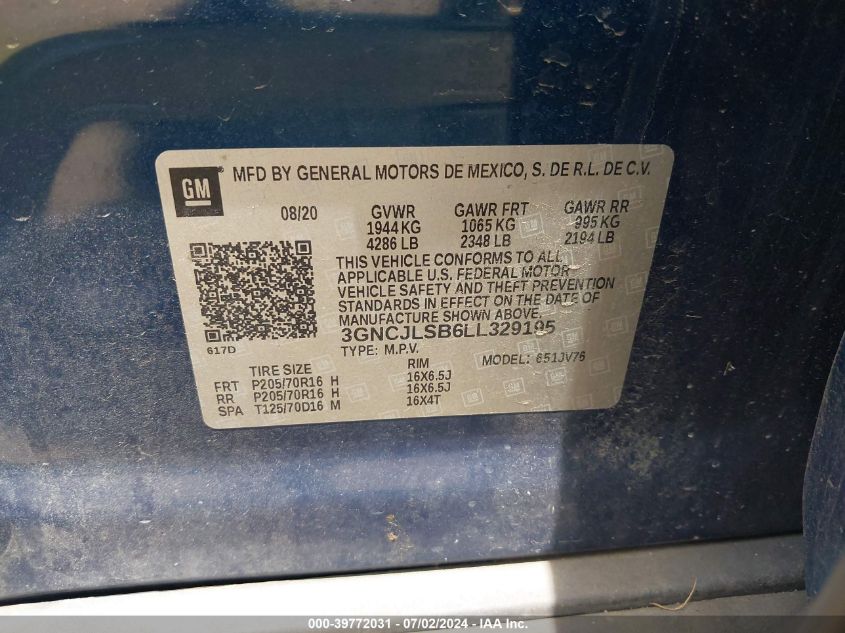 GM
MFD BY GENERAL MOTORS DE MEXICO, S. DE R.L. DE C.V.
08/20 GVWR GAWR FRT GAWR RR
1944 KG 1065 KG 995 KG
4286 LB 2348 LB 2194 LB
THIS VEHICLE CONFORMS TO ALL
APPLICABLE U.S. FEDERAL MOTOR
VEHICLE SAFETY AND THEFT PREVENTION
STANDARDS IN EFFECT ON THE DATE OF
MANUFACTURE SHOWN ABOVE.
3GNCJLSB6LL329195
617D TYPE: M.P.V. MODEL: 651JV76
TIRE SIZE RIM
FRT P205/70R16 H 16X6.5J
RR P205/70R16 H 16X6.5J
SPA T125/70D16 M 16X4T
000-39772031 - 07/02/2024 - IAA Inc.